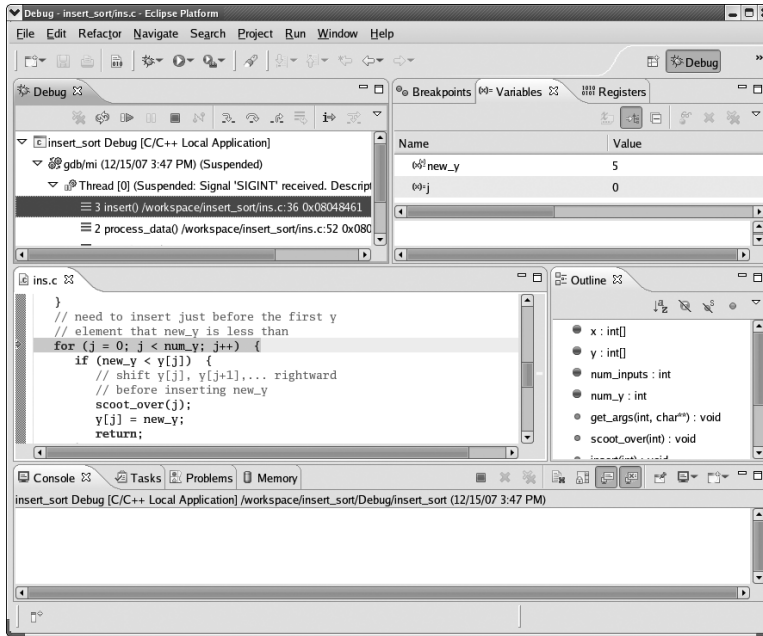 Debug - insert_sort/ins.c - Eclipse Platform
File Edit Refactor Navigate Search Project Run Window Help
Debug
Debug
Breakpoints (x)= Variables Registers
insert_sort Debug [C/C++ Local Application]
gdb/mi (12/15/07 3:47 PM) (Suspended)
Thread [0] (Suspended: Signal 'SIGINT' received. Descript
3 insert() /workspace/insert_sort/ins.c:36 0x08048461
2 process_data() /workspace/insert_sort/ins.c:52 0x080
Name Value
new_y 5
(x)= j 0
ins.c
}
// need to insert just before the first y
// element that new_y is less than
for (j = 0; j < num_y; j++) {
if (new_y < y[j]) {
// shift y[j], y[j+1],... rightward
// before inserting new_y
scoot_over(j);
y[j] = new_y;
return;
Outline
x : int[]
y : int[]
num_inputs : int
num_y : int
get_args(int, char**) : void
scoot_over(int) : void
insert(int) : void
Console Tasks Problems Memory
insert_sort Debug [C/C++ Local Application] /workspace/insert_sort/Debug/insert_sort (12/15/07 3:47 PM)